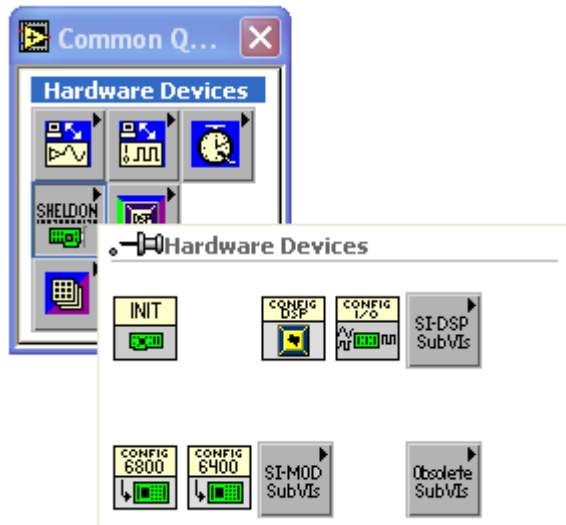 Common Q...
Hardware Devices
SHELDON
DSP
Hardware Devices
INIT
CONFIG
DSP
CONFIG
I/O
SI-DSP
SubVIs
CONFIG
6800
CONFIG
6400
SI-MOD
SubVIs
Obsolete
SubVIs